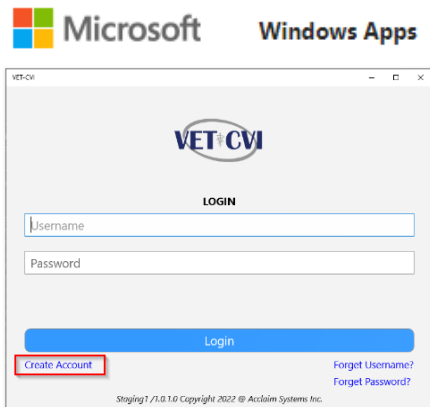 Microsoft Windows Apps
VET-CVI
VET CVI
LOGIN
Username
Password
Login
Create Account Forget Username?
Forget Password?
Staging1 /1.0.1.0 Copyright 2022 @ Acclaim Systems Inc.